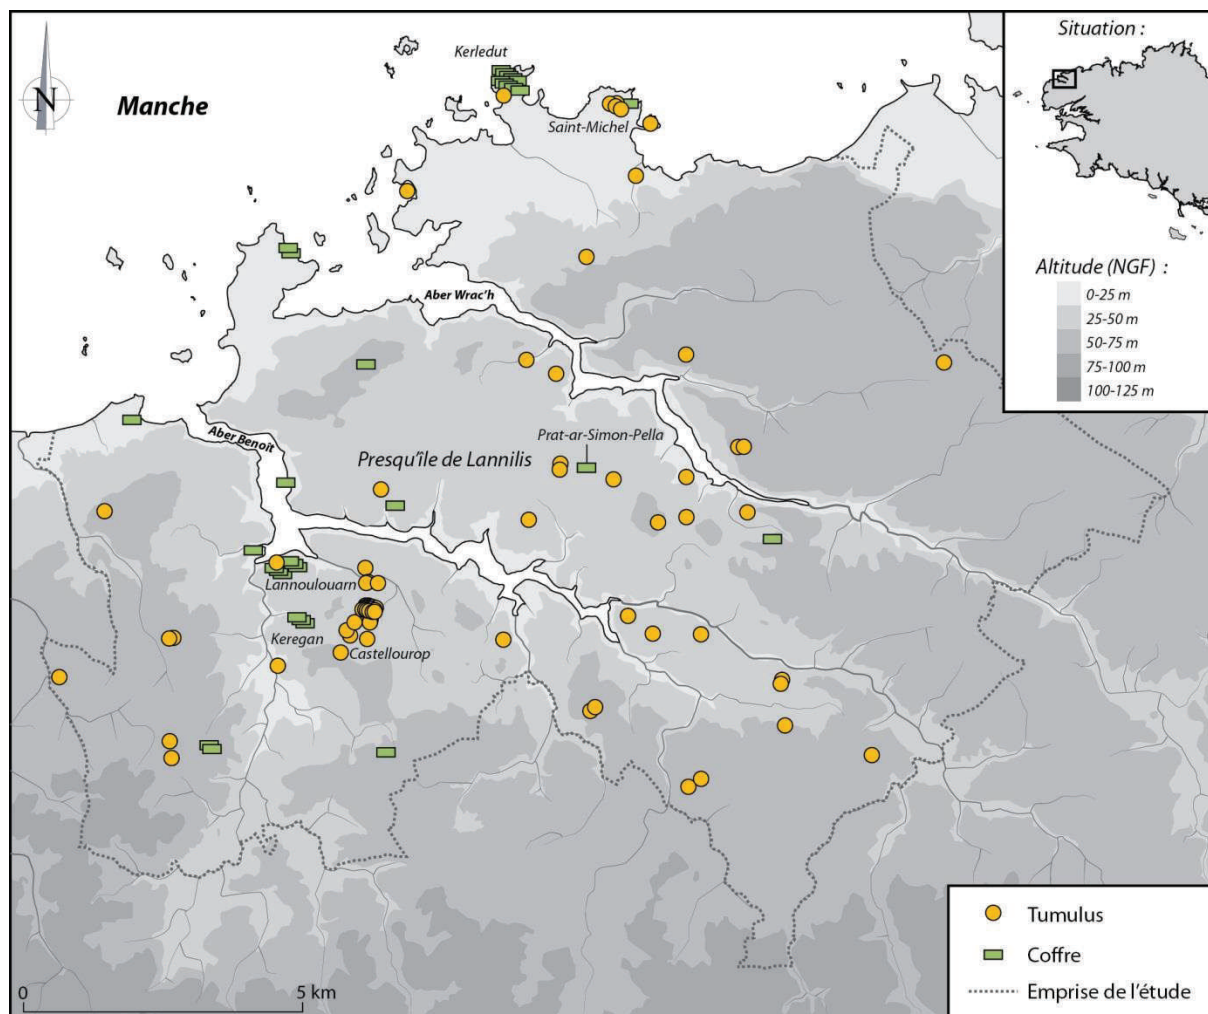 Kerledut
Situation :
N
Manche
Saint-Michel
Altitude (NGF) :
0-25 m
25-50 m
50-75 m
75-100 m
100-125 m
Aber Wrac'h
Aber Benoît
Prat-ar-Simon-Pella
Presqu'île de Lannilis
Lannoulouarn
Keregan
Castellourop
Tumulus
Coffre
Emprise de l'étude
0
5 km